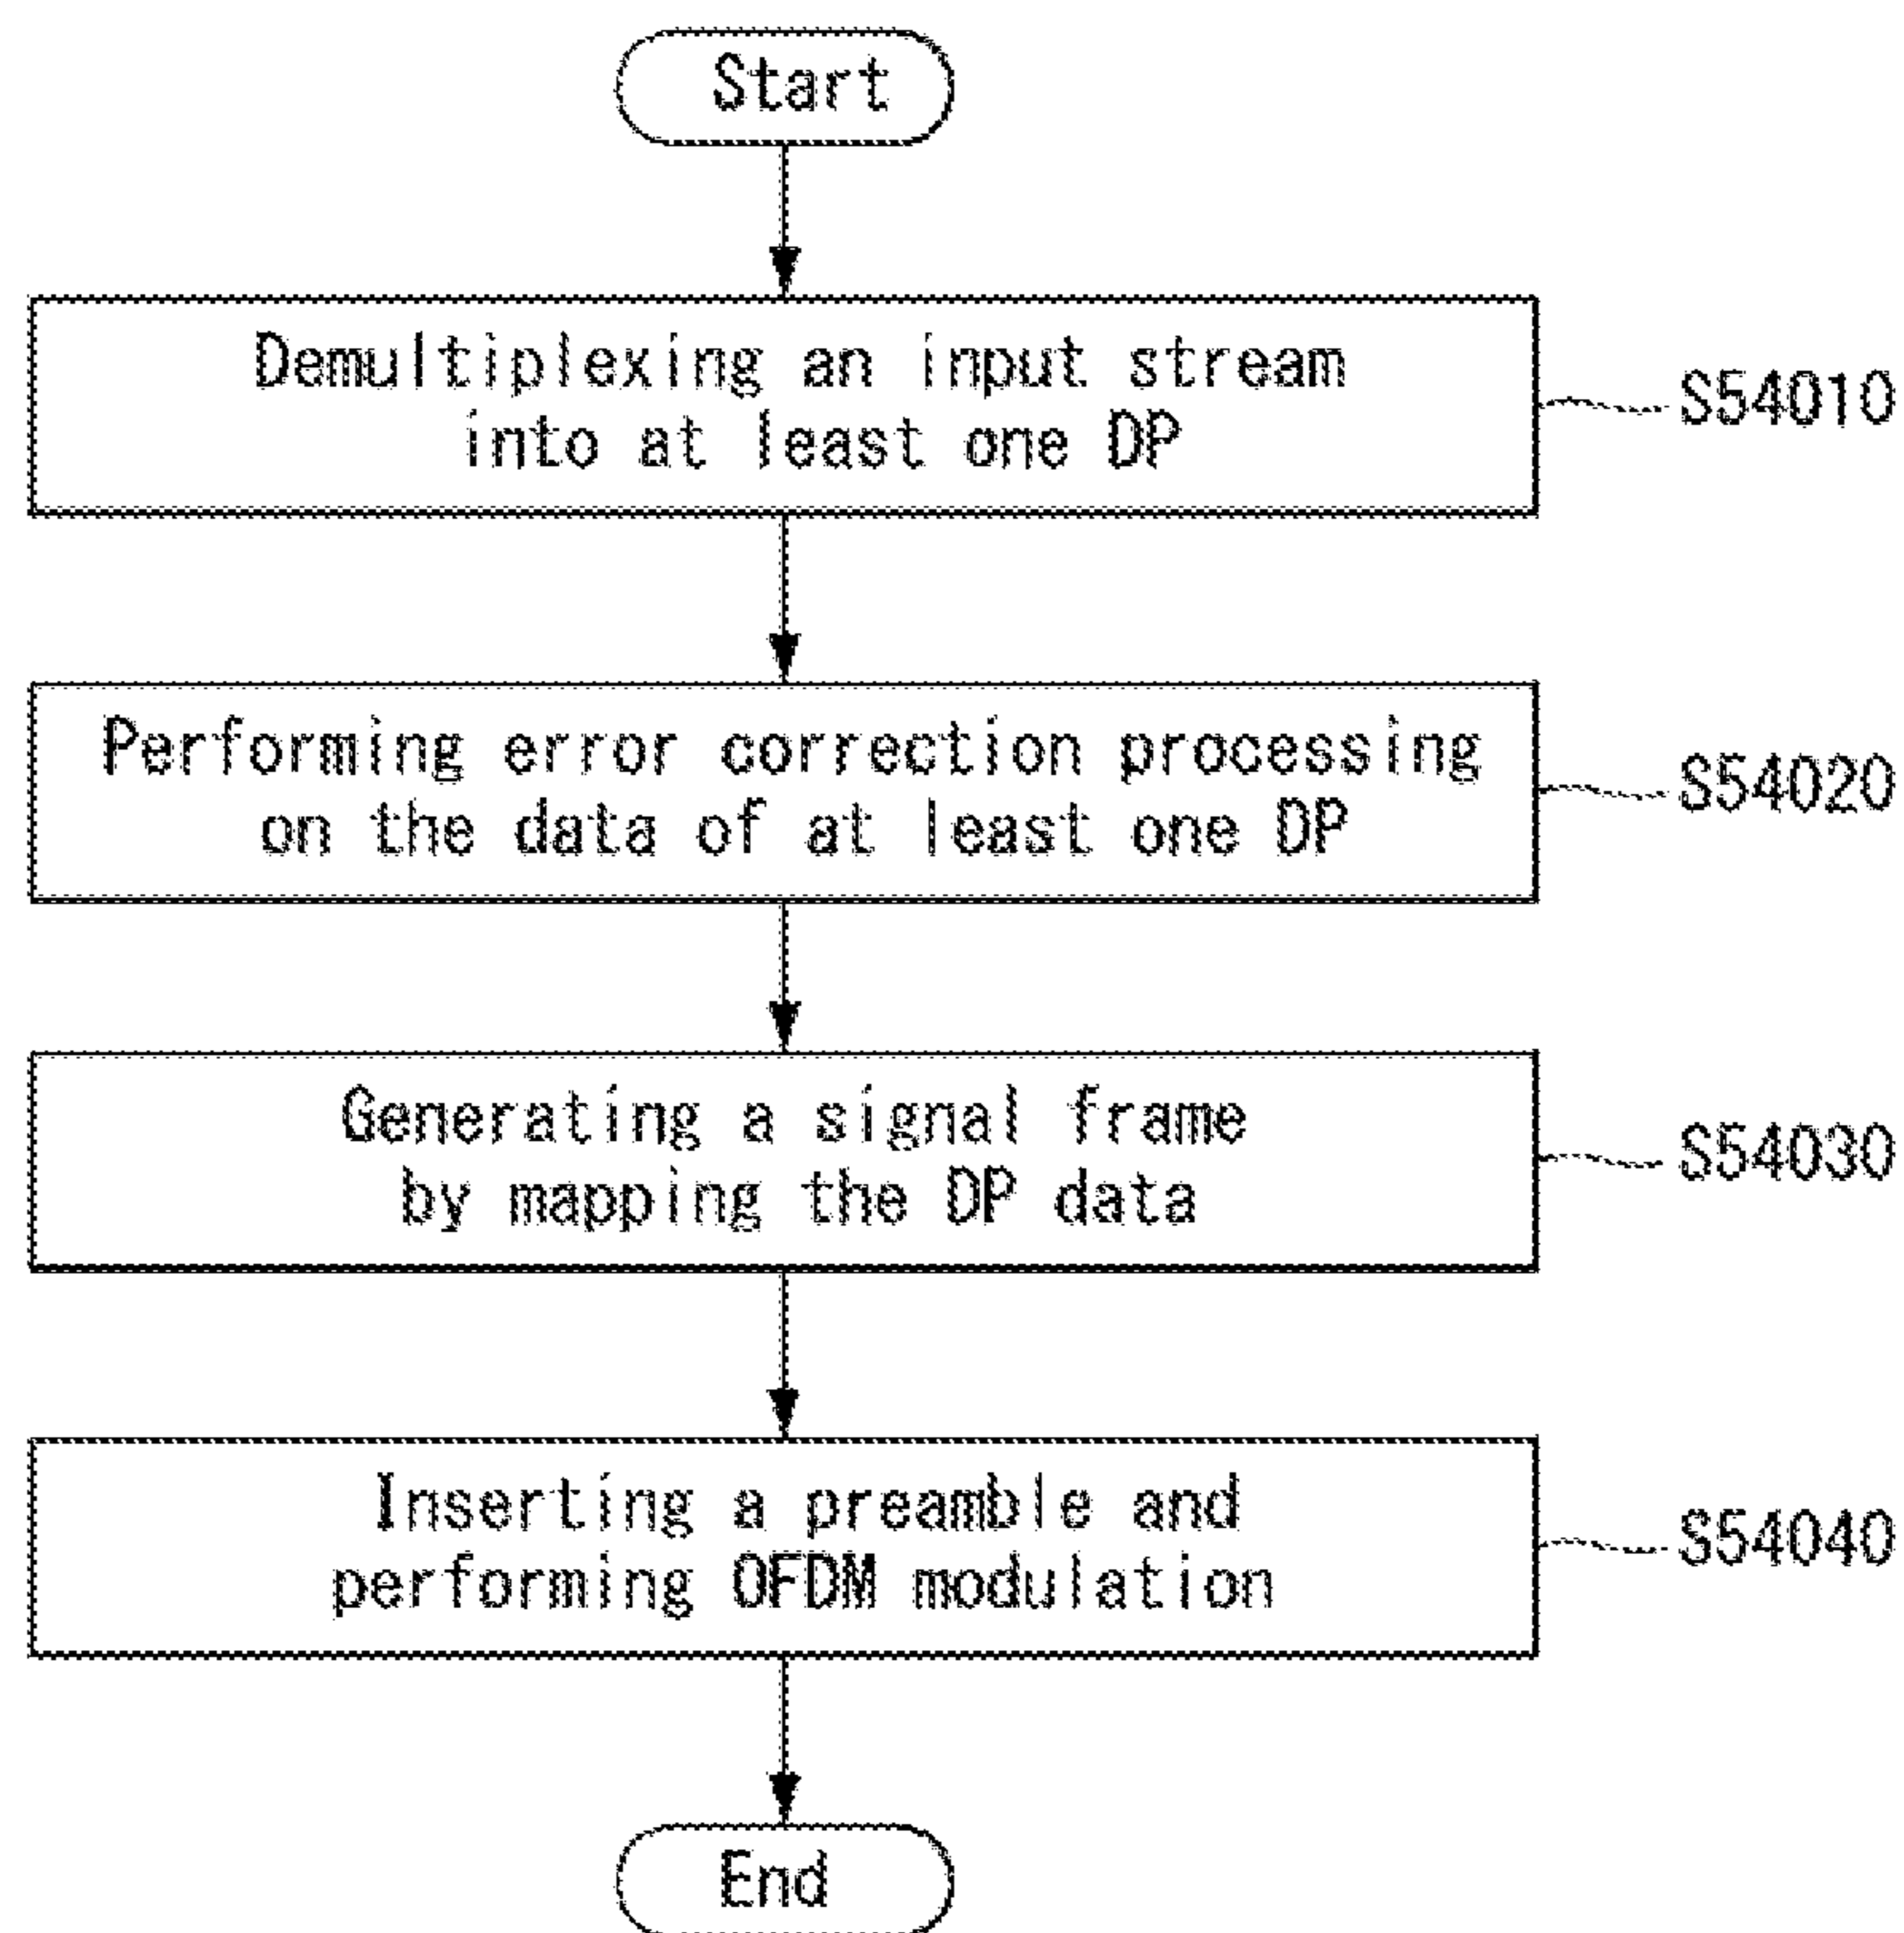 Start
Demultiplexing an input stream
into at least one DP
S54010
Performing error correction processing
on the data of at least one DP
S54020
Generating a signal frame
by mapping the DP data
S54030
Inserting a preamble and
performing OFDM modulation
S54040
End